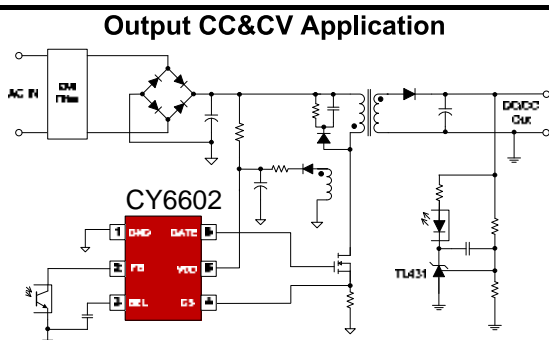 Output CC&CV Application
AC IN
EMI
Filter
DC/DC
Out
CY6602
1 GND
GATE 6
2 FB
VDD 5
3 SEL
CS 4
TL431